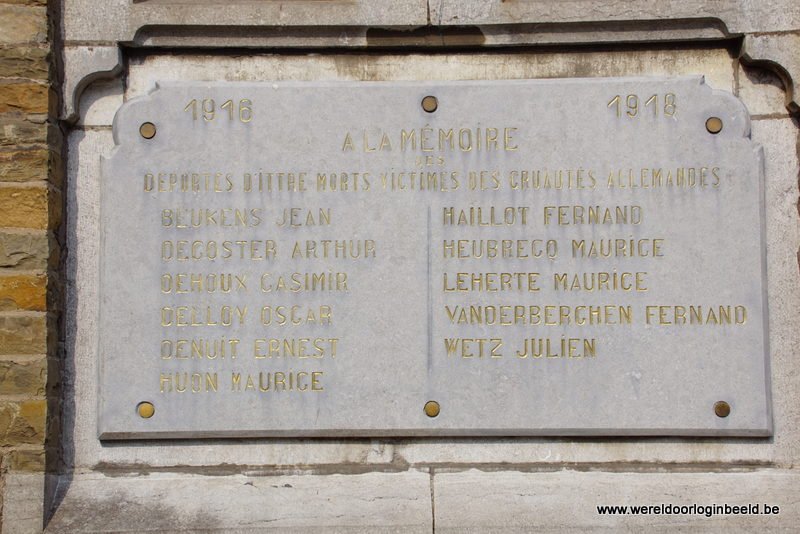 1916 1918
A LA MÉMOIRE
DES
DÉPORTÉS D'ITTRE MORTS VICTIMES DES CRUAUTÉS ALLEMANDES
BEUKENS JEAN
DECOSTER ARTHUR
DEHOUX CASIMIR
DELLOY OSCAR
DENUIT ERNEST
HUON MAURICE
HAILLOT FERNAND
HEUBRECQ MAURICE
LEHERTE MAURICE
VANDERBERCHEN FERNAND
WETZ JULIEN
www.wereldoorloginbeeld.be